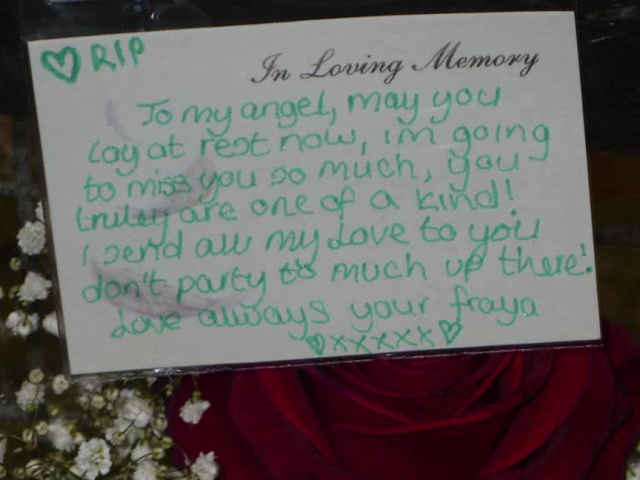 ♡ RIP
In Loving Memory
To my angel, may you
lay at rest now, im going
to miss you so much, you
truley are one of a kind!
I send all my love to you
don't party to much up there!
Love always your fraya
♡xxxxx♡